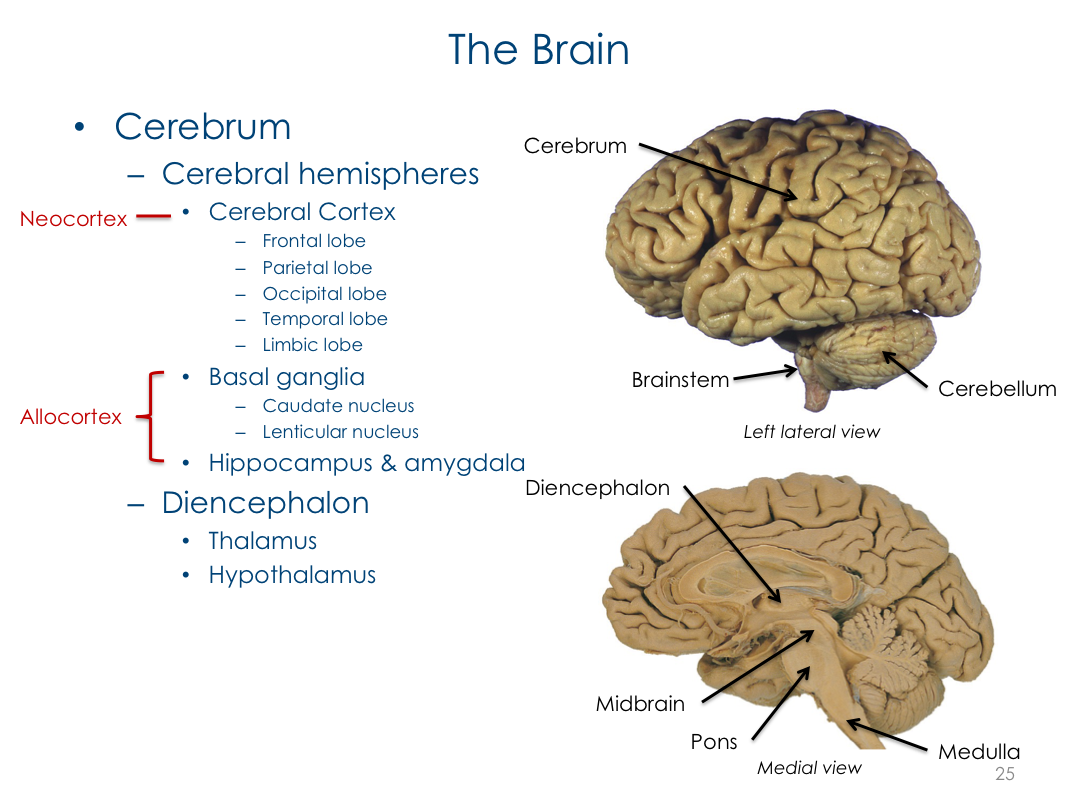 The Brain
• Cerebrum
– Cerebral hemispheres
Neocortex
• Cerebral Cortex
– Frontal lobe
– Parietal lobe
– Occipital lobe
– Temporal lobe
– Limbic lobe
Allocortex
• Basal ganglia
– Caudate nucleus
– Lenticular nucleus
• Hippocampus & amygdala
– Diencephalon
• Thalamus
• Hypothalamus
Cerebrum
Brainstem
Cerebellum
Left lateral view
Diencephalon
Midbrain
Pons
Medulla
Medial view
25